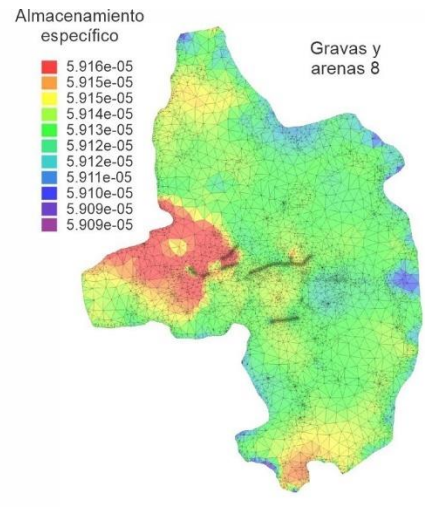 Almacenamiento
específico
Gravas y
arenas 8
5.916e-05
5.915e-05
5.915e-05
5.914e-05
5.913e-05
5.912e-05
5.912e-05
5.911e-05
5.910e-05
5.909e-05
5.909e-05